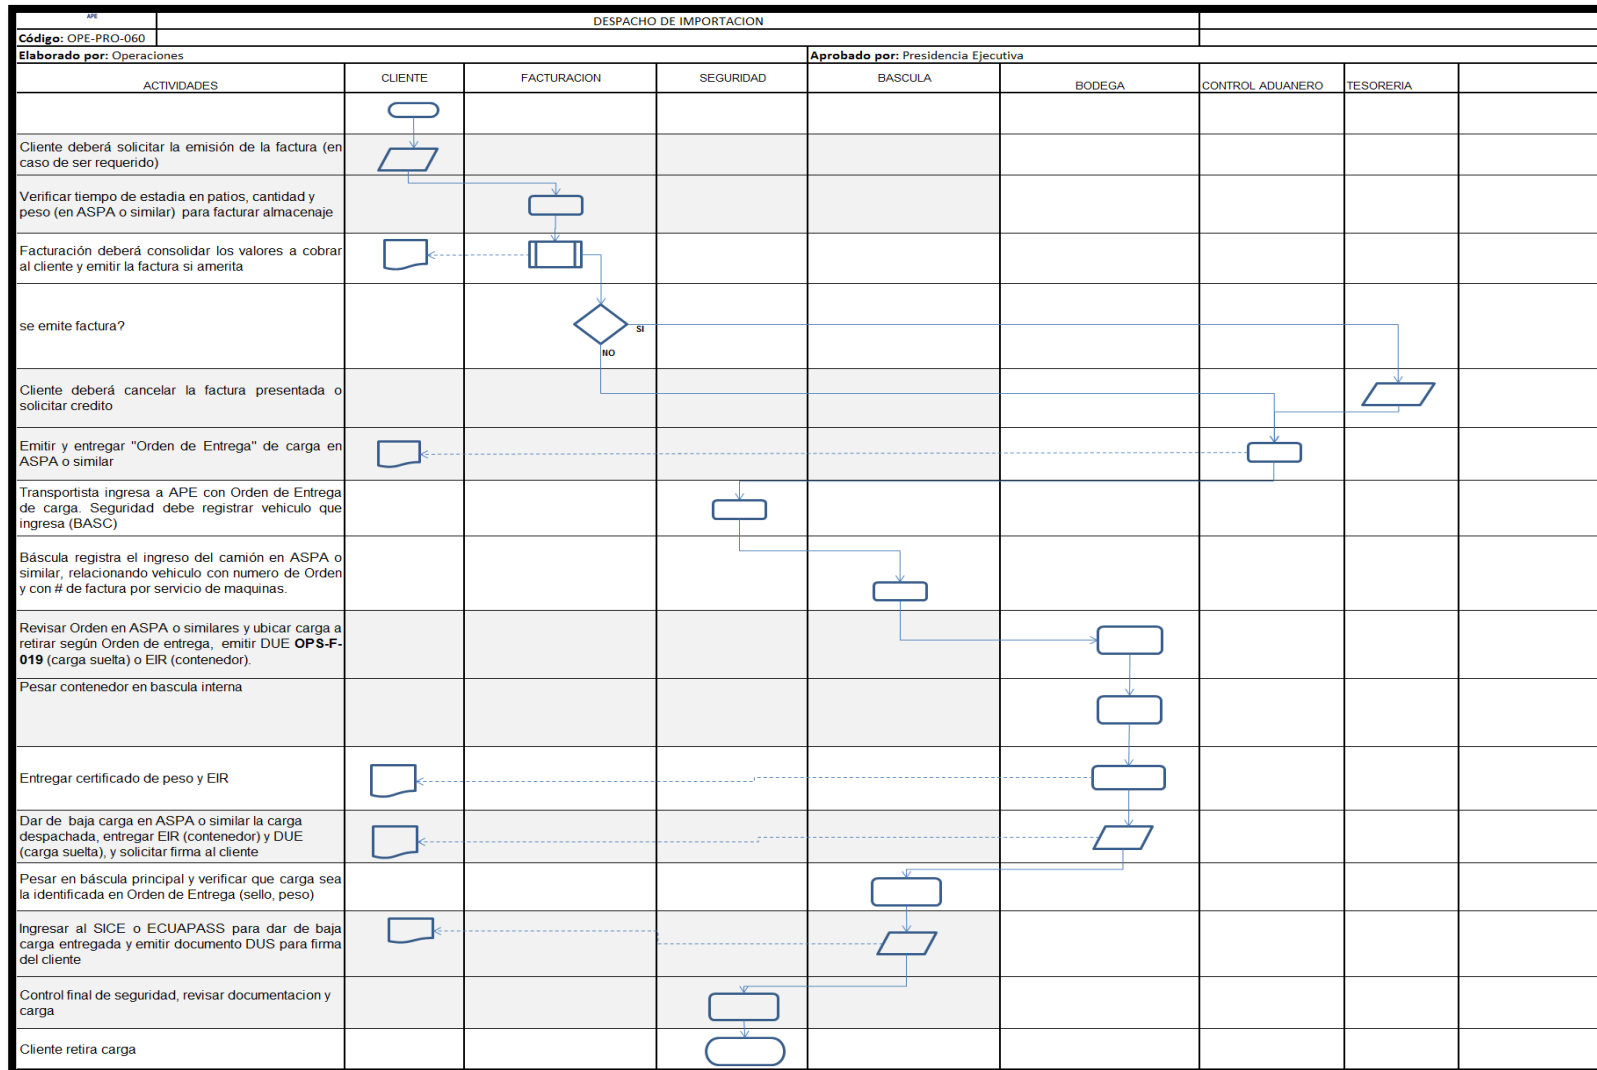 APE
DESPACHO DE IMPORTACION
Código: OPE-PRO-060
Elaborado por: Operaciones
Aprobado por: Presidencia Ejecutiva
ACTIVIDADES
CLIENTE
FACTURACION
SEGURIDAD
BASCULA
BODEGA
CONTROL ADUANERO
TESORERIA
Cliente deberá solicitar la emisión de la factura (en
caso de ser requerido)
Verificar tiempo de estadia en patios, cantidad y
peso (en ASPA o similar) para facturar almacenaje
Facturación deberá consolidar los valores a cobrar
al cliente y emitir la factura si amerita
se emite factura?
SI
NO
Cliente deberá cancelar la factura presentada o
solicitar credito
Emitir y entregar "Orden de Entrega" de carga en
ASPA o similar
Transportista ingresa a APE con Orden de Entrega
de carga. Seguridad debe registrar vehiculo que
ingresa (BASC)
Báscula registra el ingreso del camión en ASPA o
similar, relacionando vehiculo con numero de Orden
y con # de factura por servicio de maquinas.
Revisar Orden en ASPA o similares y ubicar carga a
retirar según Orden de entrega, emitir DUE OPS-F-
019 (carga suelta) o EIR (contenedor).
Pesar contenedor en bascula interna
Entregar certificado de peso y EIR
Dar de baja carga en ASPA o similar la carga
despachada, entregar EIR (contenedor) y DUE
(carga suelta), y solicitar firma al cliente
Pesar en báscula principal y verificar que carga sea
la identificada en Orden de Entrega (sello, peso)
Ingresar al SICE o ECUAPASS para dar de baja
carga entregada y emitir documento DUS para firma
del cliente
Control final de seguridad, revisar documentacion y
carga
Cliente retira carga